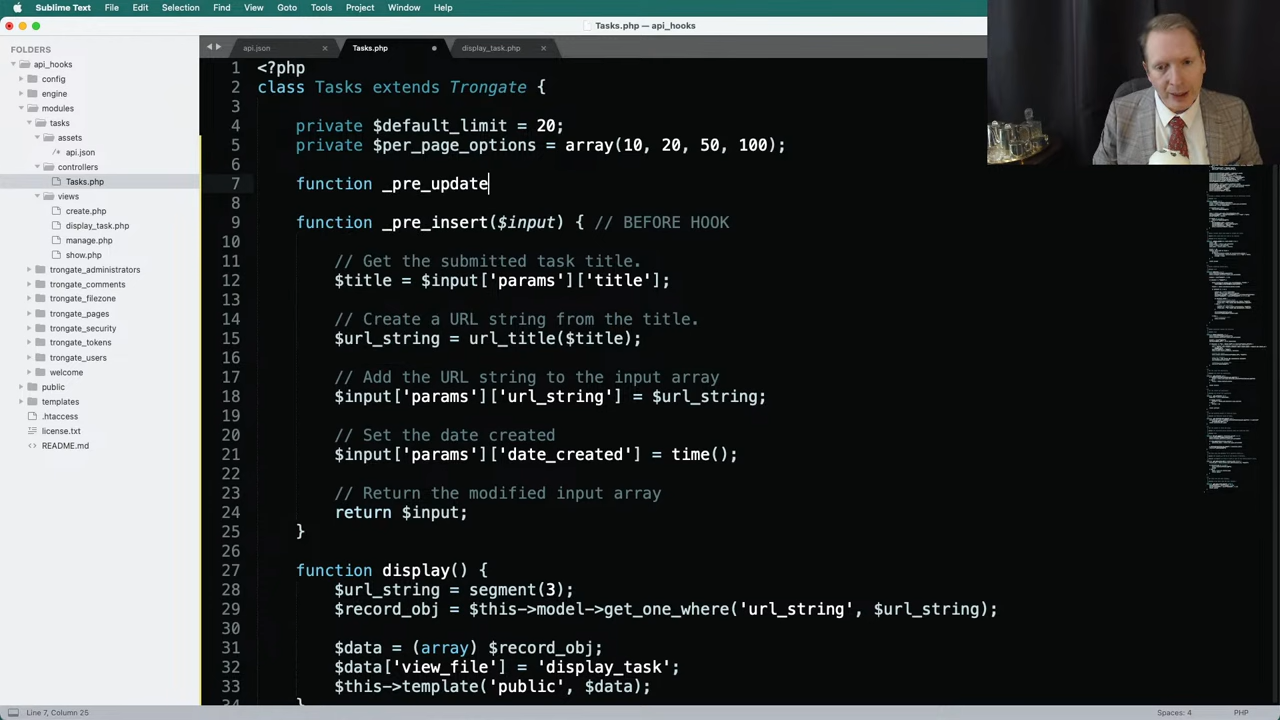 Sublime Text File Edit Selection Find View Goto Tools Project Window Help
Tasks.php — api_hooks
FOLDERS
api_hooks
config
engine
modules
tasks
assets
api.json
controllers
Tasks.php
views
create.php
display_task.php
manage.php
show.php
trongate_administrators
trongate_comments
trongate_filezone
trongate_pages
trongate_security
trongate_tokens
trongate_users
welcome
public
templates
.htaccess
license.txt
README.md
api.json
Tasks.php
display_task.php
1 <?php
2 class Tasks extends Trongate {
3
4 private $default_limit = 20;
5 private $per_page_options = array(10, 20, 50, 100);
6
7 function _pre_update
8
9 function _pre_insert($input) { // BEFORE HOOK
10
11 // Get the submitttd task title.
12 $title = $input['params']['title'];
13
14 // Create a URL string from the title.
15 $url_string = url_title($title);
16
17 // Add the URL string to the input array
18 $input['params']['url_string'] = $url_string;
19
20 // Set the date created
21 $input['params']['date_created'] = time();
22
23 // Return the modified input array
24 return $input;
25 }
26
27 function display() {
28 $url_string = segment(3);
29 $record_obj = $this->model->get_one_where('url_string', $url_string);
30
31 $data = (array) $record_obj;
32 $data['view_file'] = 'display_task';
33 $this->template('public', $data);
34 }
Line 7, Column 25
Spaces: 4
PHP